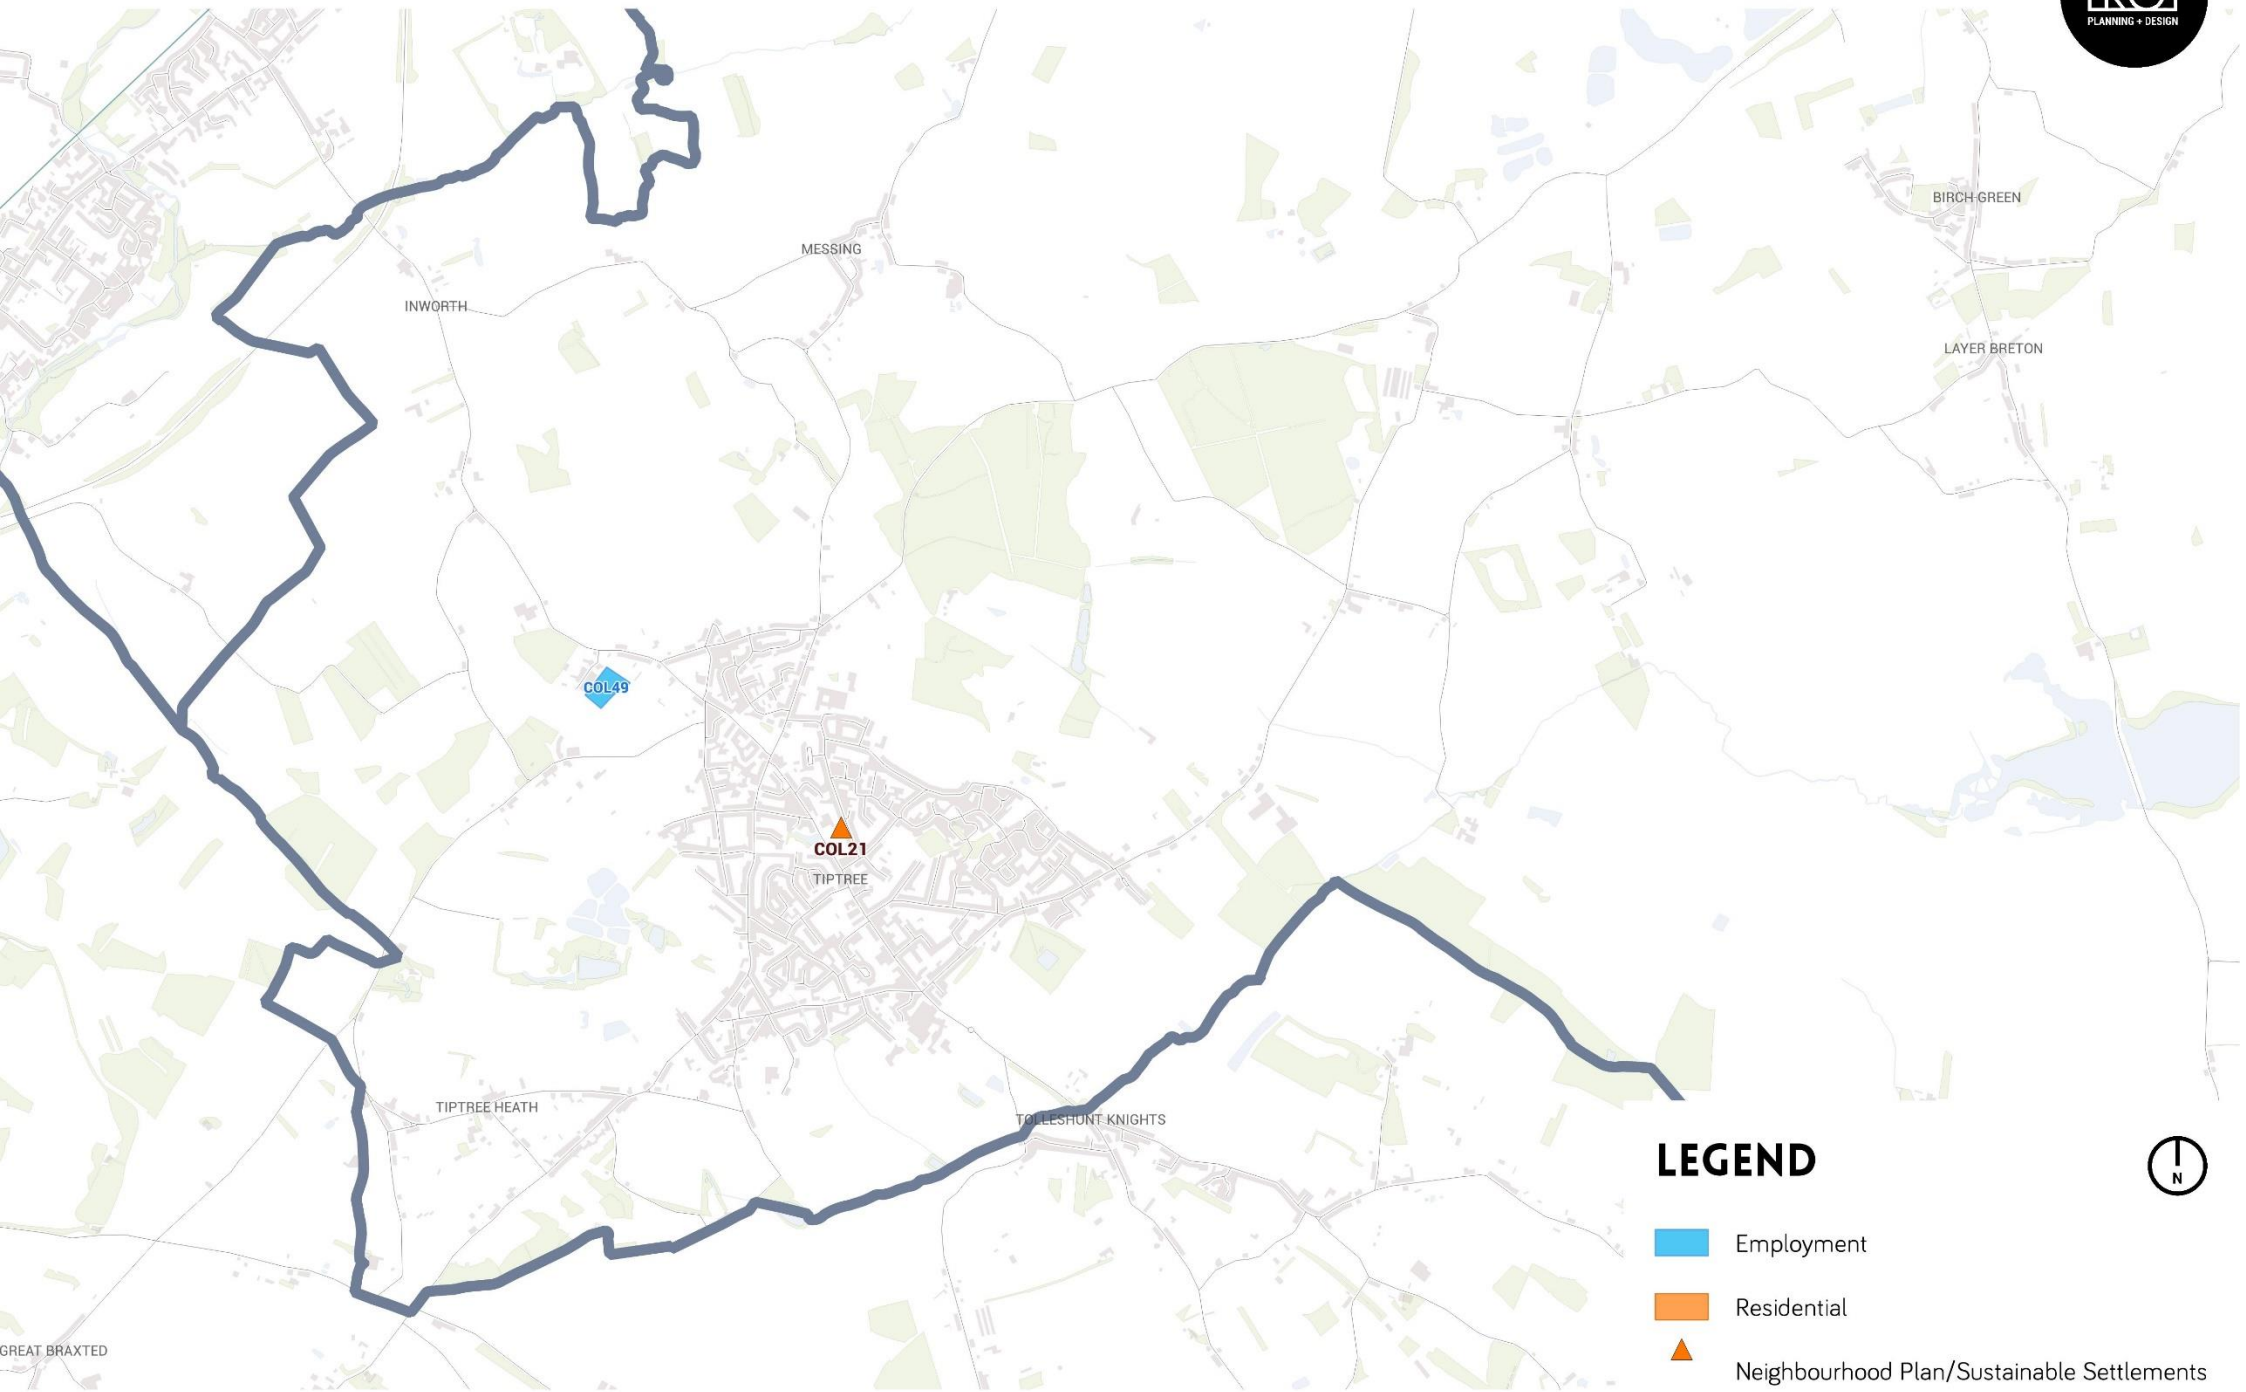 PLANNING + DESIGN
BIRCH GREEN
MESSING
INWORTH
LAYER BRETON
COL49
COL21
TIPTREE
TIPTREE HEATH
TOLLESHUNT KNIGHTS
GREAT BRAXTED
LEGEND
N
Employment
Residential
Neighbourhood Plan/Sustainable Settlements